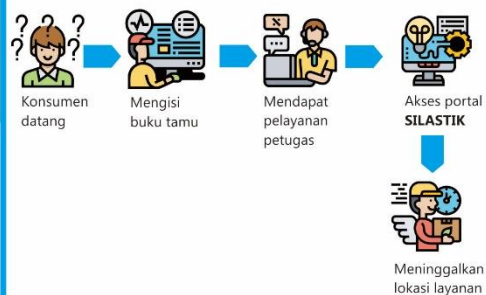 Konsumen
datang
Mengisi
buku tamu
Mendapat
pelayanan
petugas
Akses portal
SILASTIK
Meninggalkan
lokasi layanan